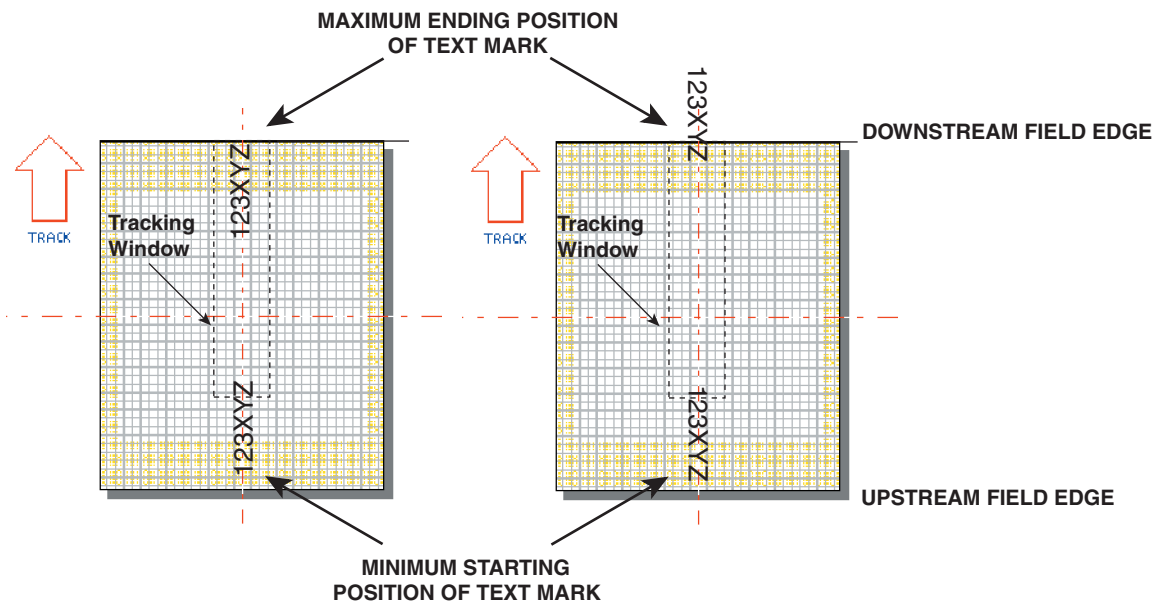 MAXIMUM ENDING POSITION
OF TEXT MARK
DOWNSTREAM FIELD EDGE
123XYZ
123XYZ
Tracking
Window
Tracking
Window
TRACK
TRACK
123XYZ
123XYZ
UPSTREAM FIELD EDGE
MINIMUM STARTING
POSITION OF TEXT MARK